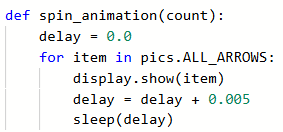 def spin_animation(count):
    delay = 0.0
    for item in pics.ALL_ARROWS:
        display.show(item)
        delay = delay + 0.005
        sleep(delay)